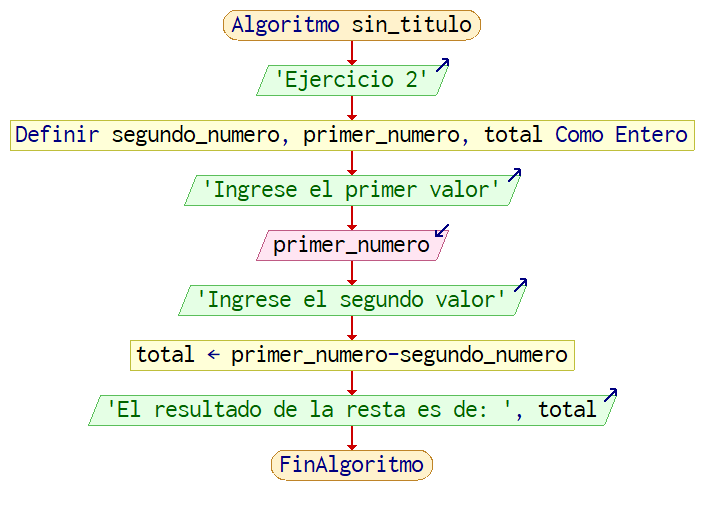 Algoritmo sin_titulo
'Ejercicio 2'
Definir segundo_numero, primer_numero, total Como Entero
'Ingrese el primer valor'
primer_numero
'Ingrese el segundo valor'
total ← primer_numero-segundo_numero
'El resultado de la resta es de: ', total
FinAlgoritmo